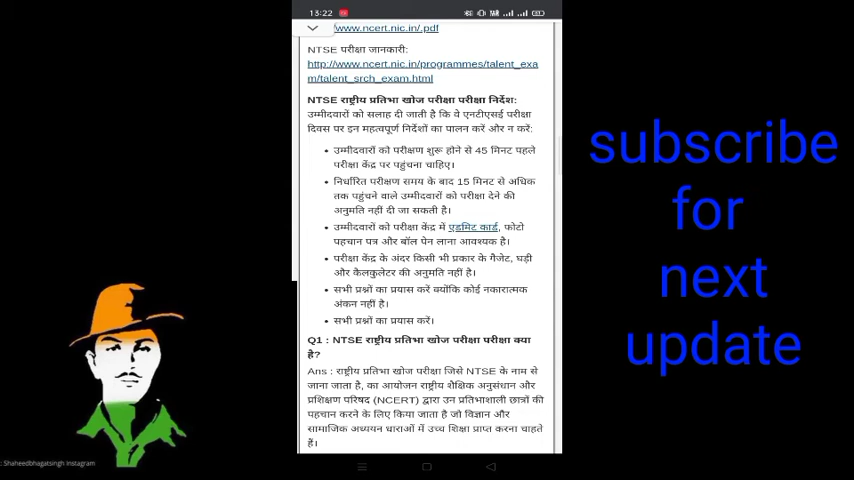 13:22
/www.ncert.nic.in/.pdf
NTSE परीक्षा जानकारी:
http://www.ncert.nic.in/programmes/talent_exa
m/talent_srch_exam.html
NTSE राष्ट्रीय प्रतिभा खोज परीक्षा परीक्षा निर्देश:
उम्मीदवारों को सलाह दी जाती है कि वे एनटीएसई परीक्षा
दिवस पर इन महत्वपूर्ण निर्देशों का पालन करें और न करें:
• उम्मीदवारों को परीक्षण शुरू होने से 45 मिनट पहले
परीक्षा केंद्र पर पहुंचना चाहिए।
• निर्धारित परीक्षण समय के बाद 15 मिनट से अधिक
तक पहुंचने वाले उम्मीदवारों को परीक्षा देने की
अनुमति नहीं दी जा सकती है।
• उम्मीदवारों को परीक्षा केंद्र में एडमिट कार्ड, फोटो
पहचान पत्र और बॉल पेन लाना आवश्यक है।
• परीक्षा केंद्र के अंदर किसी भी प्रकार के गैजेट, घड़ी
और कैलकुलेटर की अनुमति नहीं है।
• सभी प्रश्नों का प्रयास करें क्योंकि कोई नकारात्मक
अंकन नहीं है।
• सभी प्रश्नों का प्रयास करें।
Q1 : NTSE राष्ट्रीय प्रतिभा खोज परीक्षा परीक्षा क्या
है?
Ans : राष्ट्रीय प्रतिभा खोज परीक्षा जिसे NTSE के नाम से
जाना जाता है, का आयोजन राष्ट्रीय शैक्षिक अनुसंधान और
प्रशिक्षण परिषद (NCERT) द्वारा उन प्रतिभाशाली छात्रों की
पहचान करने के लिए किया जाता है जो विज्ञान और
सामाजिक अध्ययन धाराओं में उच्च शिक्षा प्राप्त करना चाहते
हैं।
subscribe
for
next
update
: Shaheedbhagatsingh Instagram